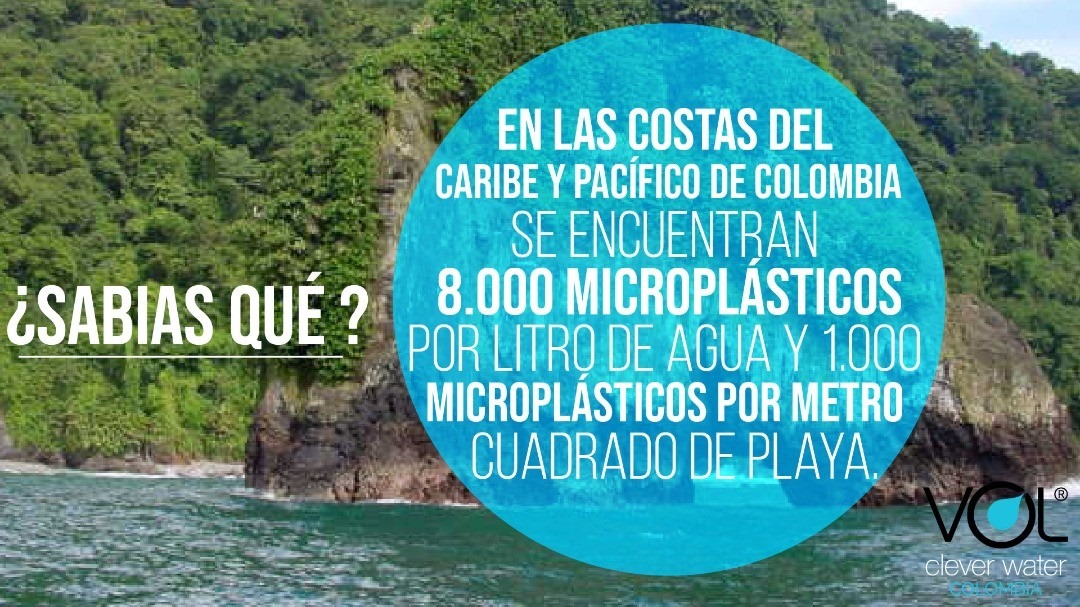 ¿SABIAS QUÉ ?
EN LAS COSTAS DEL
CARIBE Y PACÍFICO DE COLOMBIA
SE ENCUENTRAN
8.000 MICROPLÁSTICOS
POR LITRO DE AGUA Y 1.000
MICROPLÁSTICOS POR METRO
CUADRADO DE PLAYA.
VOL®
clever water
COLOMBIA